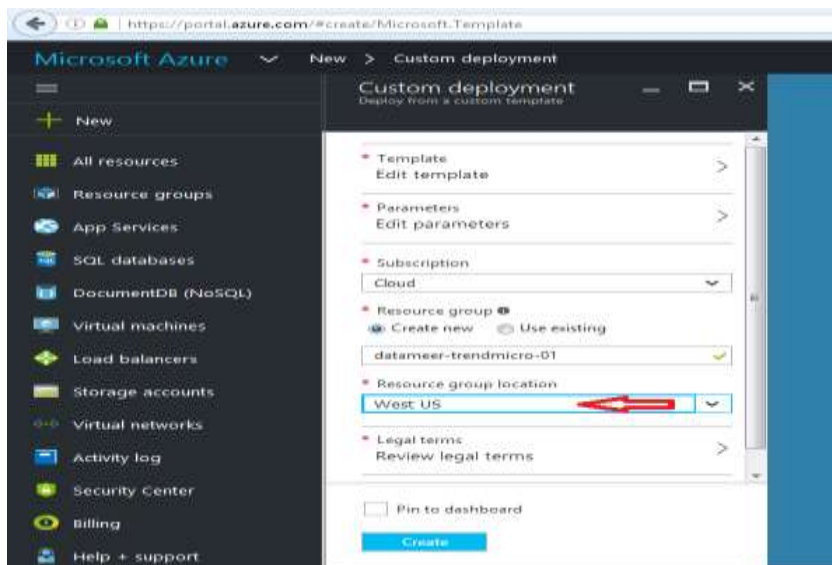 https://portal.azure.com/#create/Microsoft.Template
Microsoft Azure New > Custom deployment
New
All resources
Resource groups
App Services
SQL databases
DocumentDB (NoSQL)
Virtual machines
Load balancers
Storage accounts
Virtual networks
Activity log
Security Center
Billing
Help + support
Custom deployment
Deploy from a custom template
* Template
Edit template
* Parameters
Edit parameters
* Subscription
Cloud
* Resource group
Create new Use existing
datameer-trendmicro-01
* Resource group location
West US
* Legal terms
Review legal terms
Pin to dashboard
Create